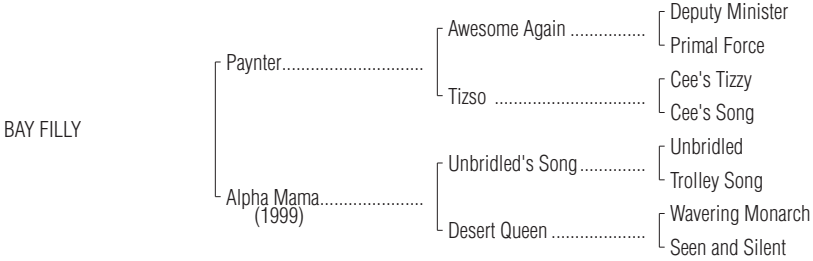 Deputy Minister
Awesome Again ................
Primal Force
Paynter..............................
Cee's Tizzy
Tizso ................................
Cee's Song
BAY FILLY
Unbridled
Unbridled's Song..............
Trolley Song
Alpha Mama......................
(1999)
Wavering Monarch
Desert Queen ....................
Seen and Silent